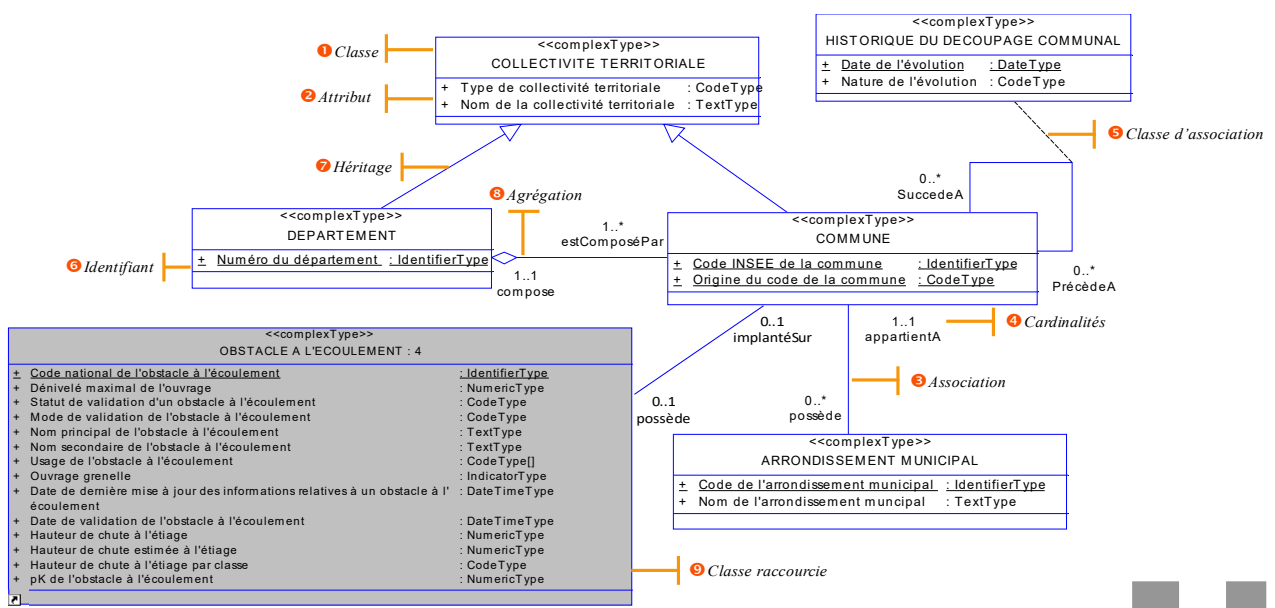 ❶ Classe
<<complexType>>
COLLECTIVITE TERRITORIALE
❷ Attribut
+ Type de collectivité territoriale : CodeType
+ Nom de la collectivité territoriale : TextType
<<complexType>>
HISTORIQUE DU DECOUPAGE COMMUNAL
+ Date de l'évolution : DateType
+ Nature de l'évolution : CodeType
❺ Classe d'association
❼ Héritage
❽ Agrégation
0..*
SuccedeA
<<complexType>>
DEPARTEMENT
❻ Identifiant
+ Numéro du département : IdentifierType
1..*
estComposéPar
1..1
compose
<<complexType>>
COMMUNE
+ Code INSEE de la commune : IdentifierType
+ Origine du code de la commune : CodeType
0..*
PrécèdeA
0..1
implantéSur
1..1
appartientA
❹ Cardinalités
<<complexType>>
OBSTACLE A L'ECOULEMENT : 4
+ Code national de l'obstacle à l'écoulement : IdentifierType
+ Dénivelé maximal de l'ouvrage : NumericType
+ Statut de validation d'un obstacle à l'écoulement : CodeType
+ Mode de validation de l'obstacle à l'écoulement : CodeType
+ Nom principal de l'obstacle à l'écoulement : TextType
+ Nom secondaire de l'obstacle à l'écoulement : TextType
+ Usage de l'obstacle à l'écoulement : CodeType[]
+ Ouvrage grenelle : IndicatorType
+ Date de dernière mise à jour des informations relatives à un obstacle à l' : DateTimeType
écoulement
+ Date de validation de l'obstacle à l'écoulement : DateTimeType
+ Hauteur de chute à l'étiage : NumericType
+ Hauteur de chute estimée à l'étiage : NumericType
+ Hauteur de chute à l'étiage par classe : CodeType
+ pK de l'obstacle à l'écoulement : NumericType
0..1
possède
❸ Association
0..*
possède
<<complexType>>
ARRONDISSEMENT MUNICIPAL
+ Code de l'arrondissement municipal : IdentifierType
+ Nom de l'arrondissement muncipal : TextType
❾ Classe raccourcie